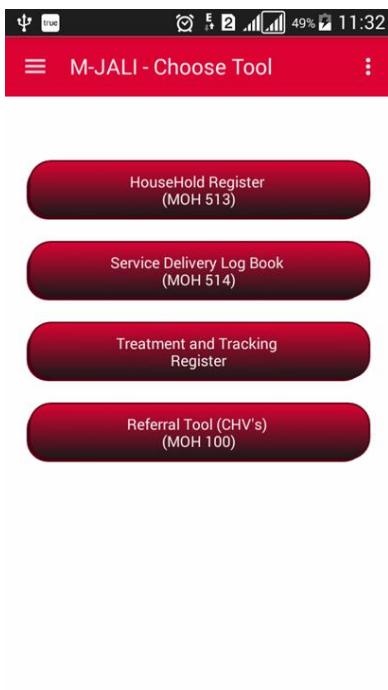 true E 2 49% 11:32
M-JALI - Choose Tool
HouseHold Register
(MOH 513)
Service Delivery Log Book
(MOH 514)
Treatment and Tracking
Register
Referral Tool (CHV's)
(MOH 100)